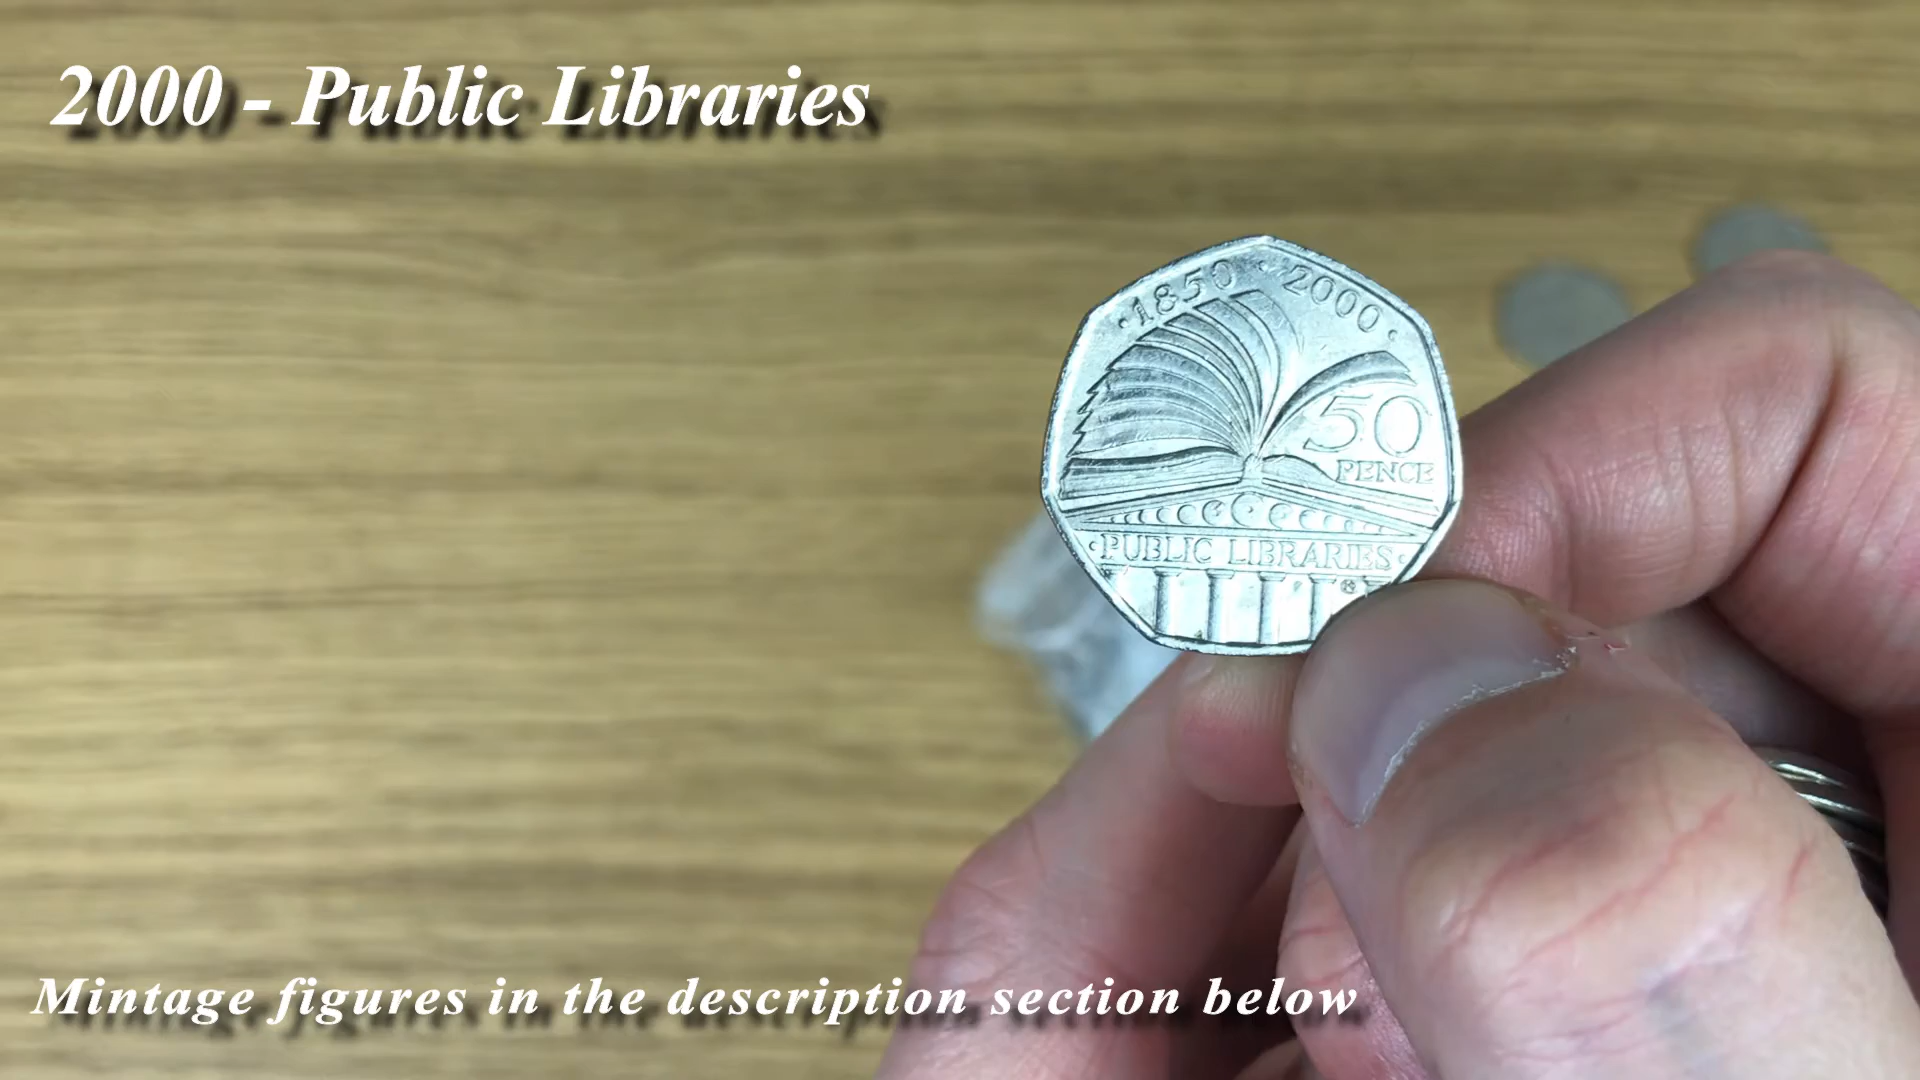 2000 - Public Libraries
·1850 · 2000·
50
PENCE
·PUBLIC LIBRARIES·
Mintage figures in the description section below